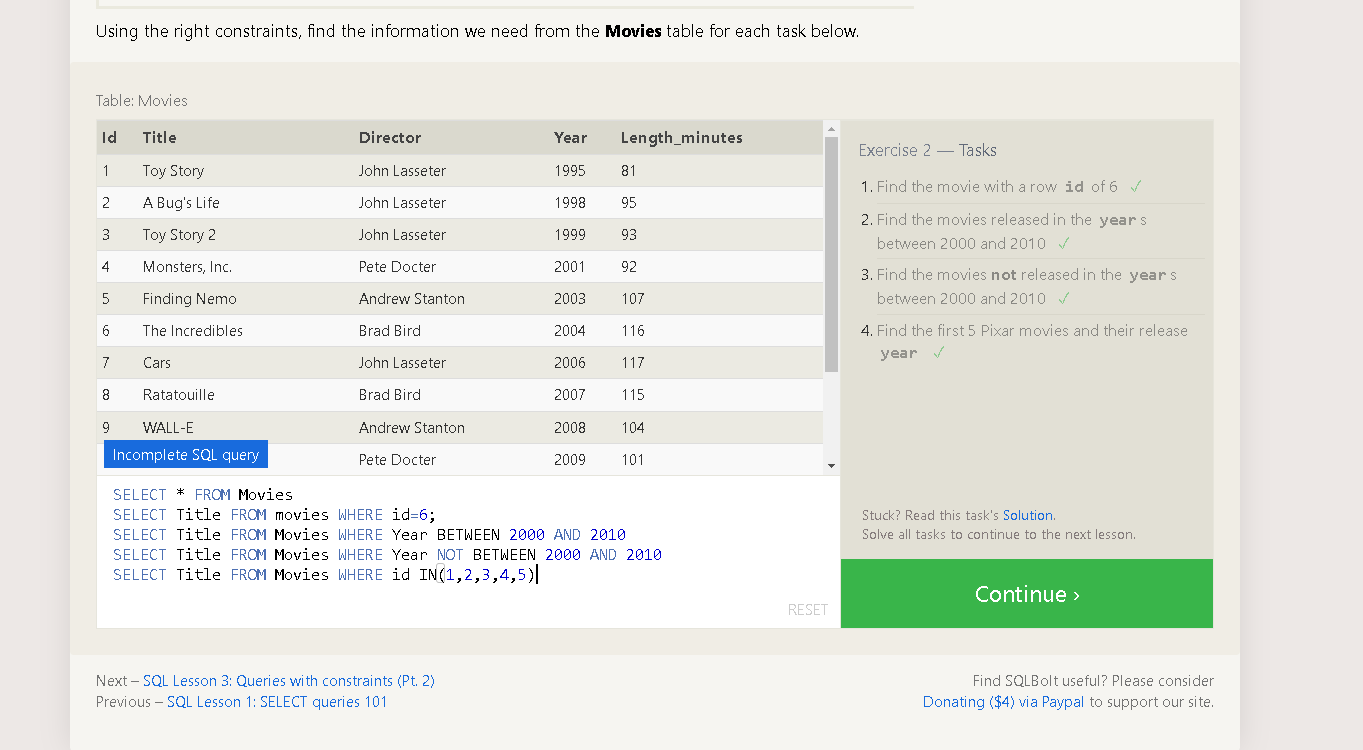 Using the right constraints, find the information we need from the Movies table for each task below.
Table: Movies
Id Title Director Year Length_minutes
1 Toy Story John Lasseter 1995 81
2 A Bug's Life John Lasseter 1998 95
3 Toy Story 2 John Lasseter 1999 93
4 Monsters, Inc. Pete Docter 2001 92
5 Finding Nemo Andrew Stanton 2003 107
6 The Incredibles Brad Bird 2004 116
7 Cars John Lasseter 2006 117
8 Ratatouille Brad Bird 2007 115
9 WALL-E Andrew Stanton 2008 104
Pete Docter 2009 101
Incomplete SQL query
SELECT * FROM Movies
SELECT Title FROM movies WHERE id=6;
SELECT Title FROM Movies WHERE Year BETWEEN 2000 AND 2010
SELECT Title FROM Movies WHERE Year NOT BETWEEN 2000 AND 2010
SELECT Title FROM Movies WHERE id IN(1,2,3,4,5)
RESET
Exercise 2 — Tasks
1. Find the movie with a row id of 6 ✓
2. Find the movies released in the year s
between 2000 and 2010 ✓
3. Find the movies not released in the year s
between 2000 and 2010 ✓
4. Find the first 5 Pixar movies and their release
year ✓
Stuck? Read this task's Solution.
Solve all tasks to continue to the next lesson.
Continue ›
Next – SQL Lesson 3: Queries with constraints (Pt. 2)
Previous – SQL Lesson 1: SELECT queries 101
Find SQLBolt useful? Please consider
Donating ($4) via Paypal to support our site.